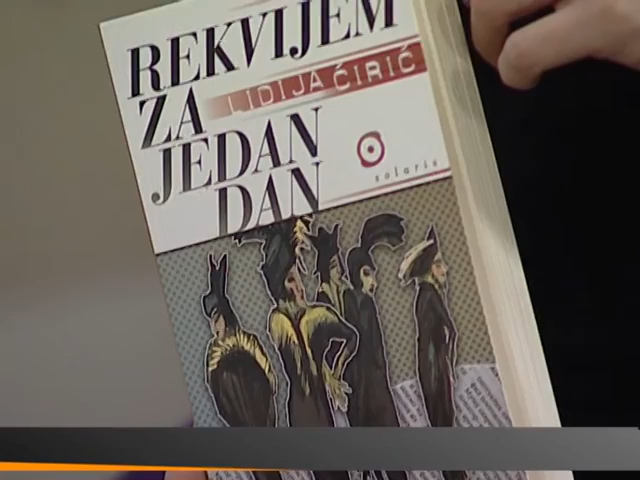 REKVIJEM
ZA
LIDIJA ĆIRIĆ
JEDAN
DAN
solaris